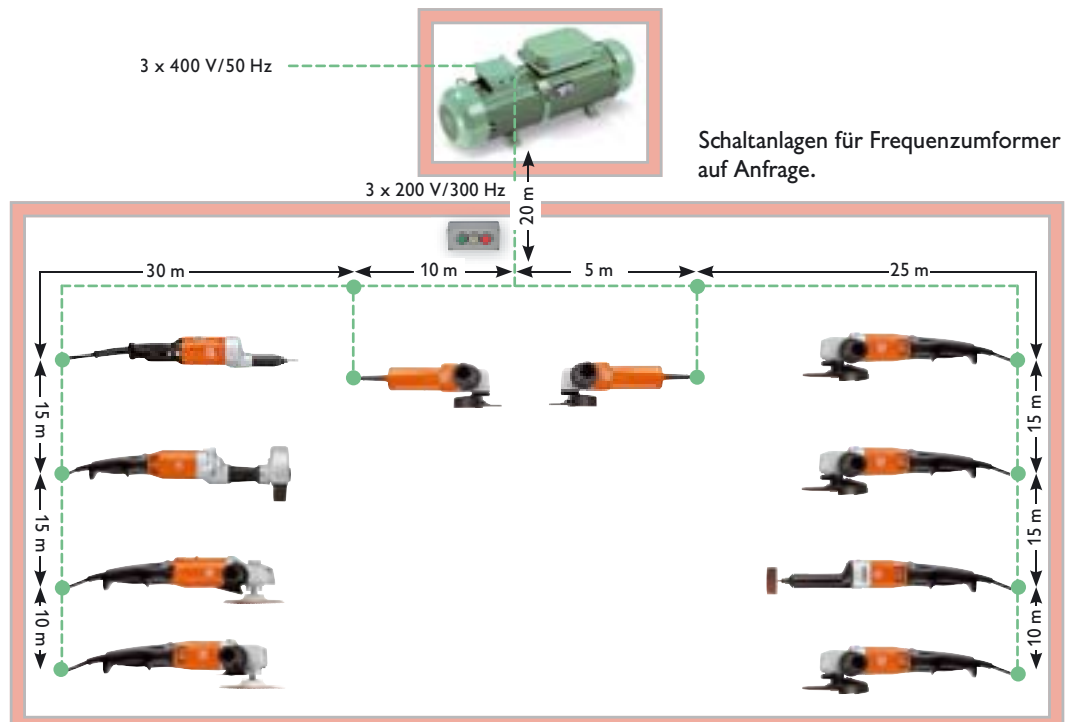 3 x 400 V/50 Hz
Schaltanlagen für Frequenzumformer
auf Anfrage.
3 x 200 V/300 Hz
20 m
30 m
10 m
5 m
25 m
15 m
15 m
15 m
15 m
10 m
10 m